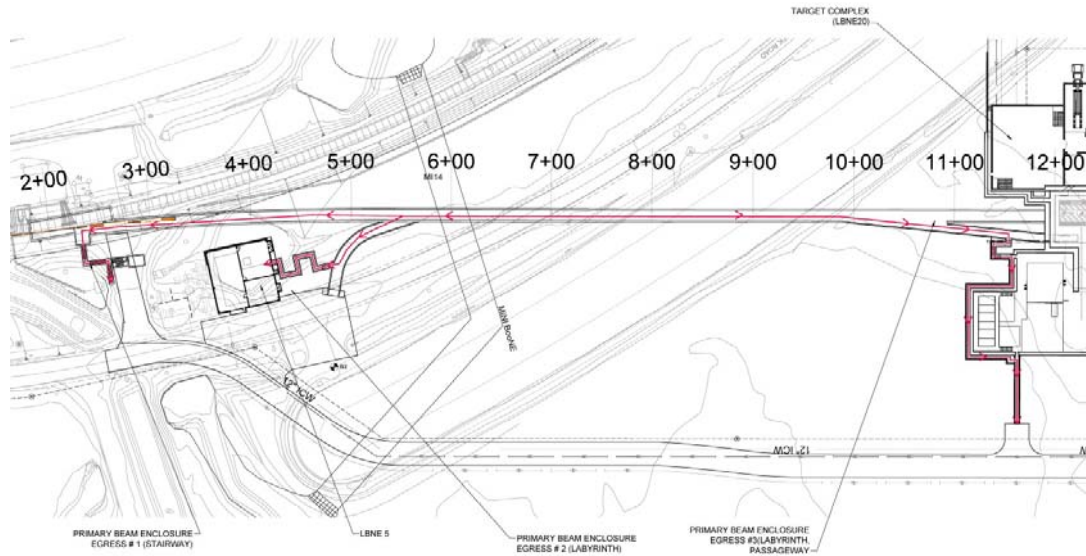 TARGET COMPLEX
(LBNE20)
2+00
3+00
4+00
5+00
6+00
7+00
8+00
9+00
10+00
11+00
12+00
MI14
MINI BooNE
12" ICW
12" ICW
PRIMARY BEAM ENCLOSURE
EGRESS # 1 (STAIRWAY)
LBNE 5
PRIMARY BEAM ENCLOSURE
EGRESS # 2 (LABYRINTH)
PRIMARY BEAM ENCLOSURE
EGRESS #3(LABYRINTH,
PASSAGEWAY